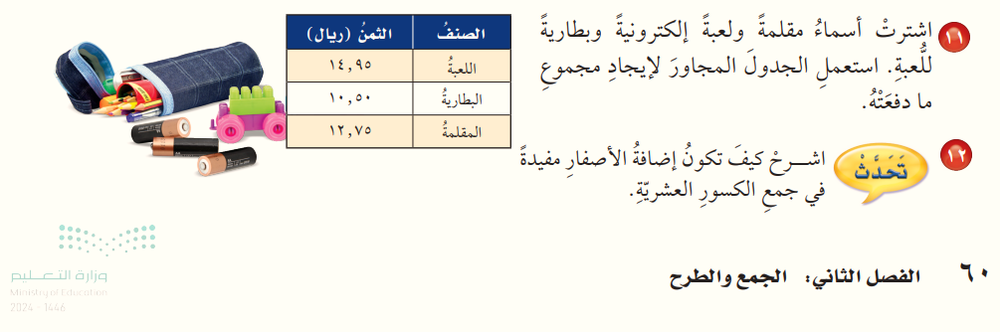 ١١ اشترتْ أسماءُ مقلمةً ولعبةً إلكترونيةً وبطاريةً
للُّعبةِ. استعملِ الجدولَ المجاورَ لإيجادِ مجموعِ
ما دفعَتْهُ.
الصنفُ الثمنُ (ريال)
اللعبةُ ١٤,٩٥
البطاريةُ ١٠,٥٠
المقلمةُ ١٢,٧٥
١٢ تَحَدَّثْ اشـــرحْ كيفَ تكونُ إضافةُ الأصفارِ مفيدةً
في جمعِ الكسورِ العشريّةِ.
وزارة التعـــليم
Ministry of Education
2024 - 1446
٦٠ الفصل الثاني: الجمع والطرح